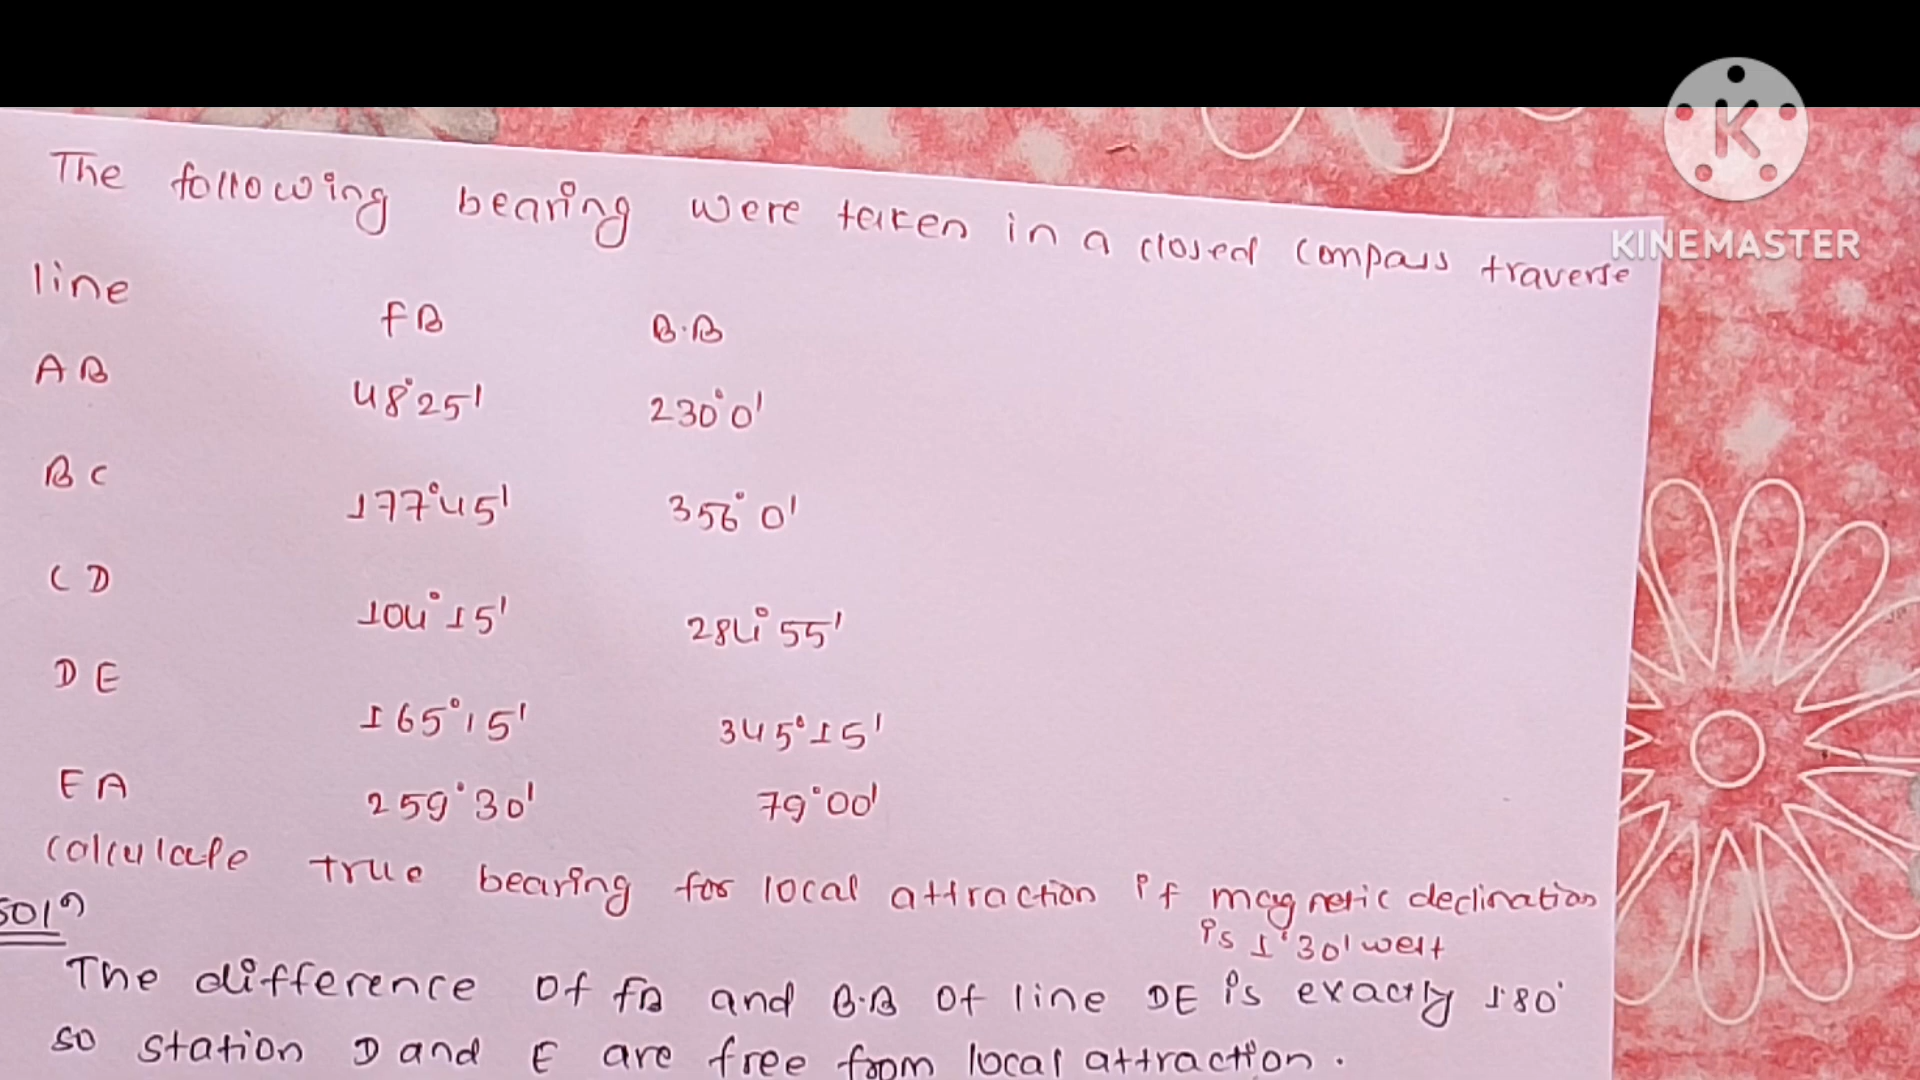 KINEMASTER
The following bearing were taken in a closed compass traverse
line FB B.B
AB 48°25' 230°0'
BC 177°45' 356°0'
CD 104°15' 284°55'
DE 165°15' 345°15'
EA 259°30' 79°00'
calculate true bearing for local attraction if magnetic declination
is 1°30' west
Solⁿ
The difference of FB and B.B of line DE is exactly 180°
so station D and E are free from local attraction.